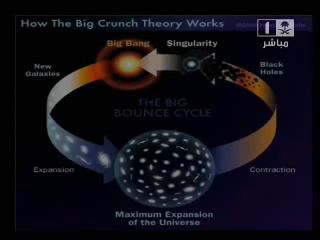 How The Big Crunch Theory Works
1
مباشر
Big Bang
Singularity
New
Galaxies
Black
Holes
THE BIG
BOUNCE CYCLE
Expansion
Contraction
Maximum Expansion
of the Universe